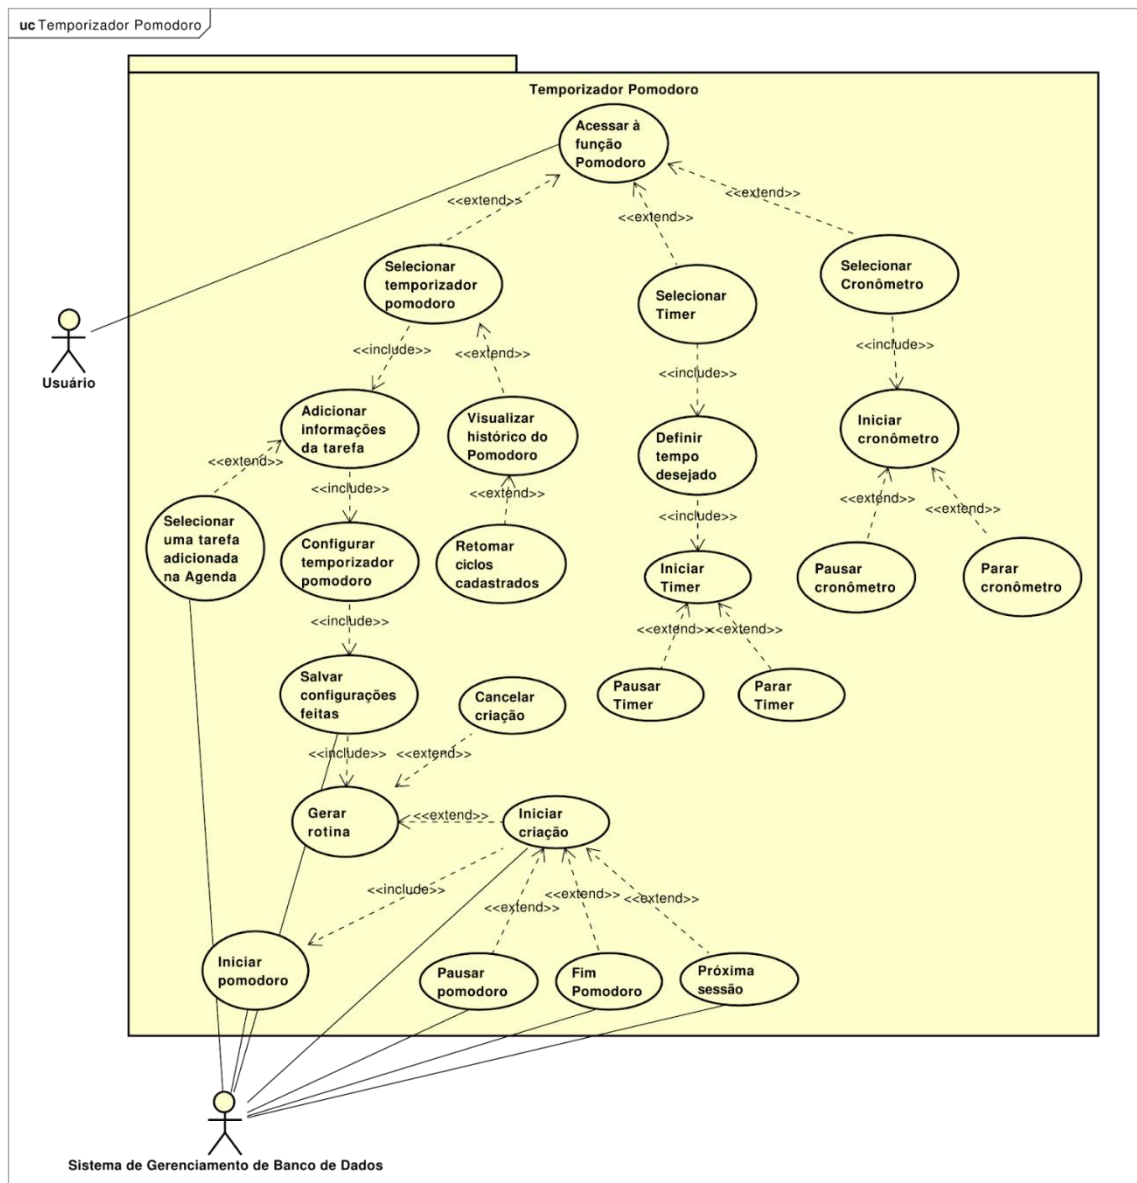 uc Temporizador Pomodoro
Temporizador Pomodoro
Acessar à
função
Pomodoro
<<extend>>
<<extend>>
<<extend>>
Selecionar
temporizador
pomodoro
Selecionar
Timer
Selecionar
Cronômetro
Usuário
<<include>>
<<extend>>
<<include>>
<<include>>
Adicionar
informações
da tarefa
Visualizar
histórico do
Pomodoro
Definir
tempo
desejado
Iniciar
cronômetro
<<extend>>
<<include>>
<<extend>>
<<include>>
<<extend>>
<<extend>>
Selecionar
uma tarefa
adicionada
na Agenda
Configurar
temporizador
pomodoro
Retomar
ciclos
cadastrados
Iniciar
Timer
Pausar
cronômetro
Parar
cronômetro
<<include>>
<<extend>>
<<extend>>
Salvar
configurações
feitas
Cancelar
criação
Pausar
Timer
Parar
Timer
<<include>>
<<extend>>
Gerar
rotina
<<extend>>
Iniciar
criação
<<include>>
<<extend>>
<<extend>>
<<extend>>
Iniciar
pomodoro
Pausar
pomodoro
Fim
Pomodoro
Próxima
sessão
Sistema de Gerenciamento de Banco de Dados